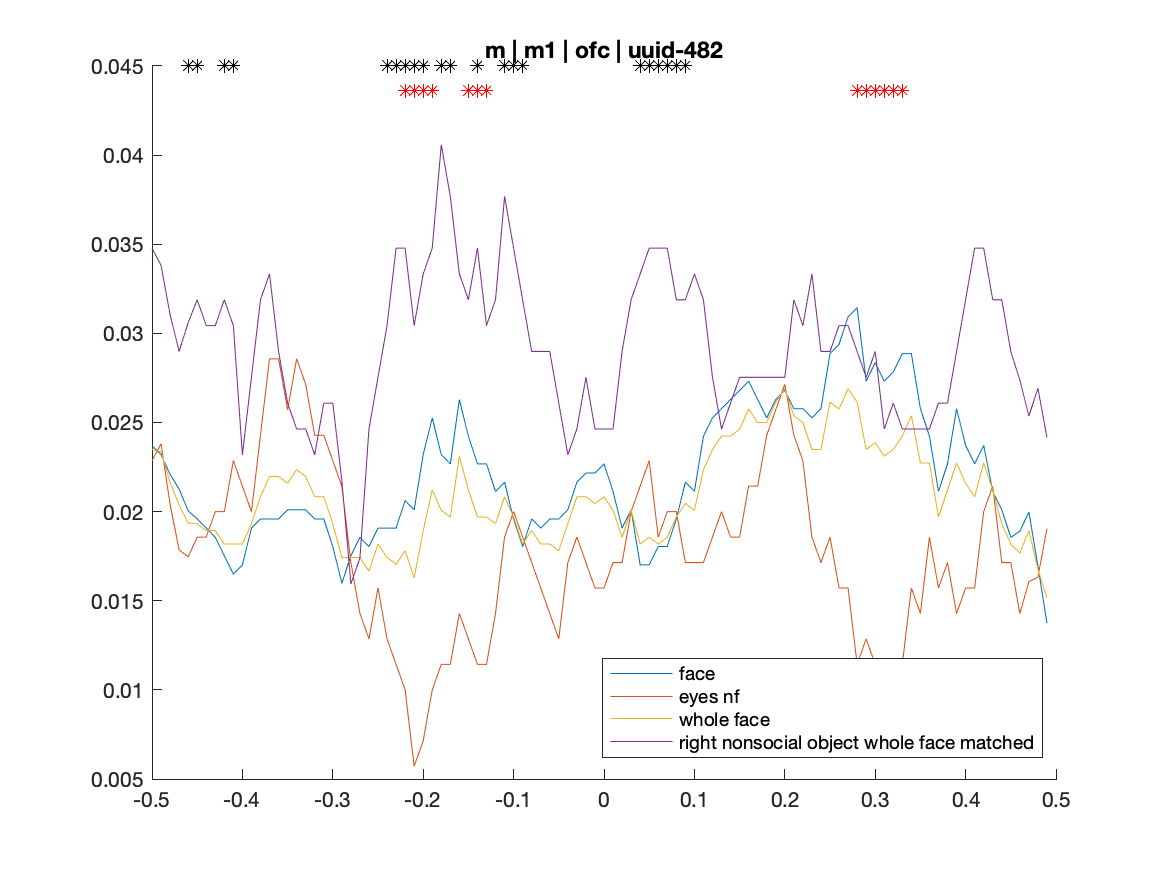 m | m1 | ofc | uuid-482
0.045
0.04
0.035
0.03
0.025
0.02
0.015
0.01
0.005
face
eyes nf
whole face
right nonsocial object whole face matched
-0.5 -0.4 -0.3 -0.2 -0.1 0 0.1 0.2 0.3 0.4 0.5